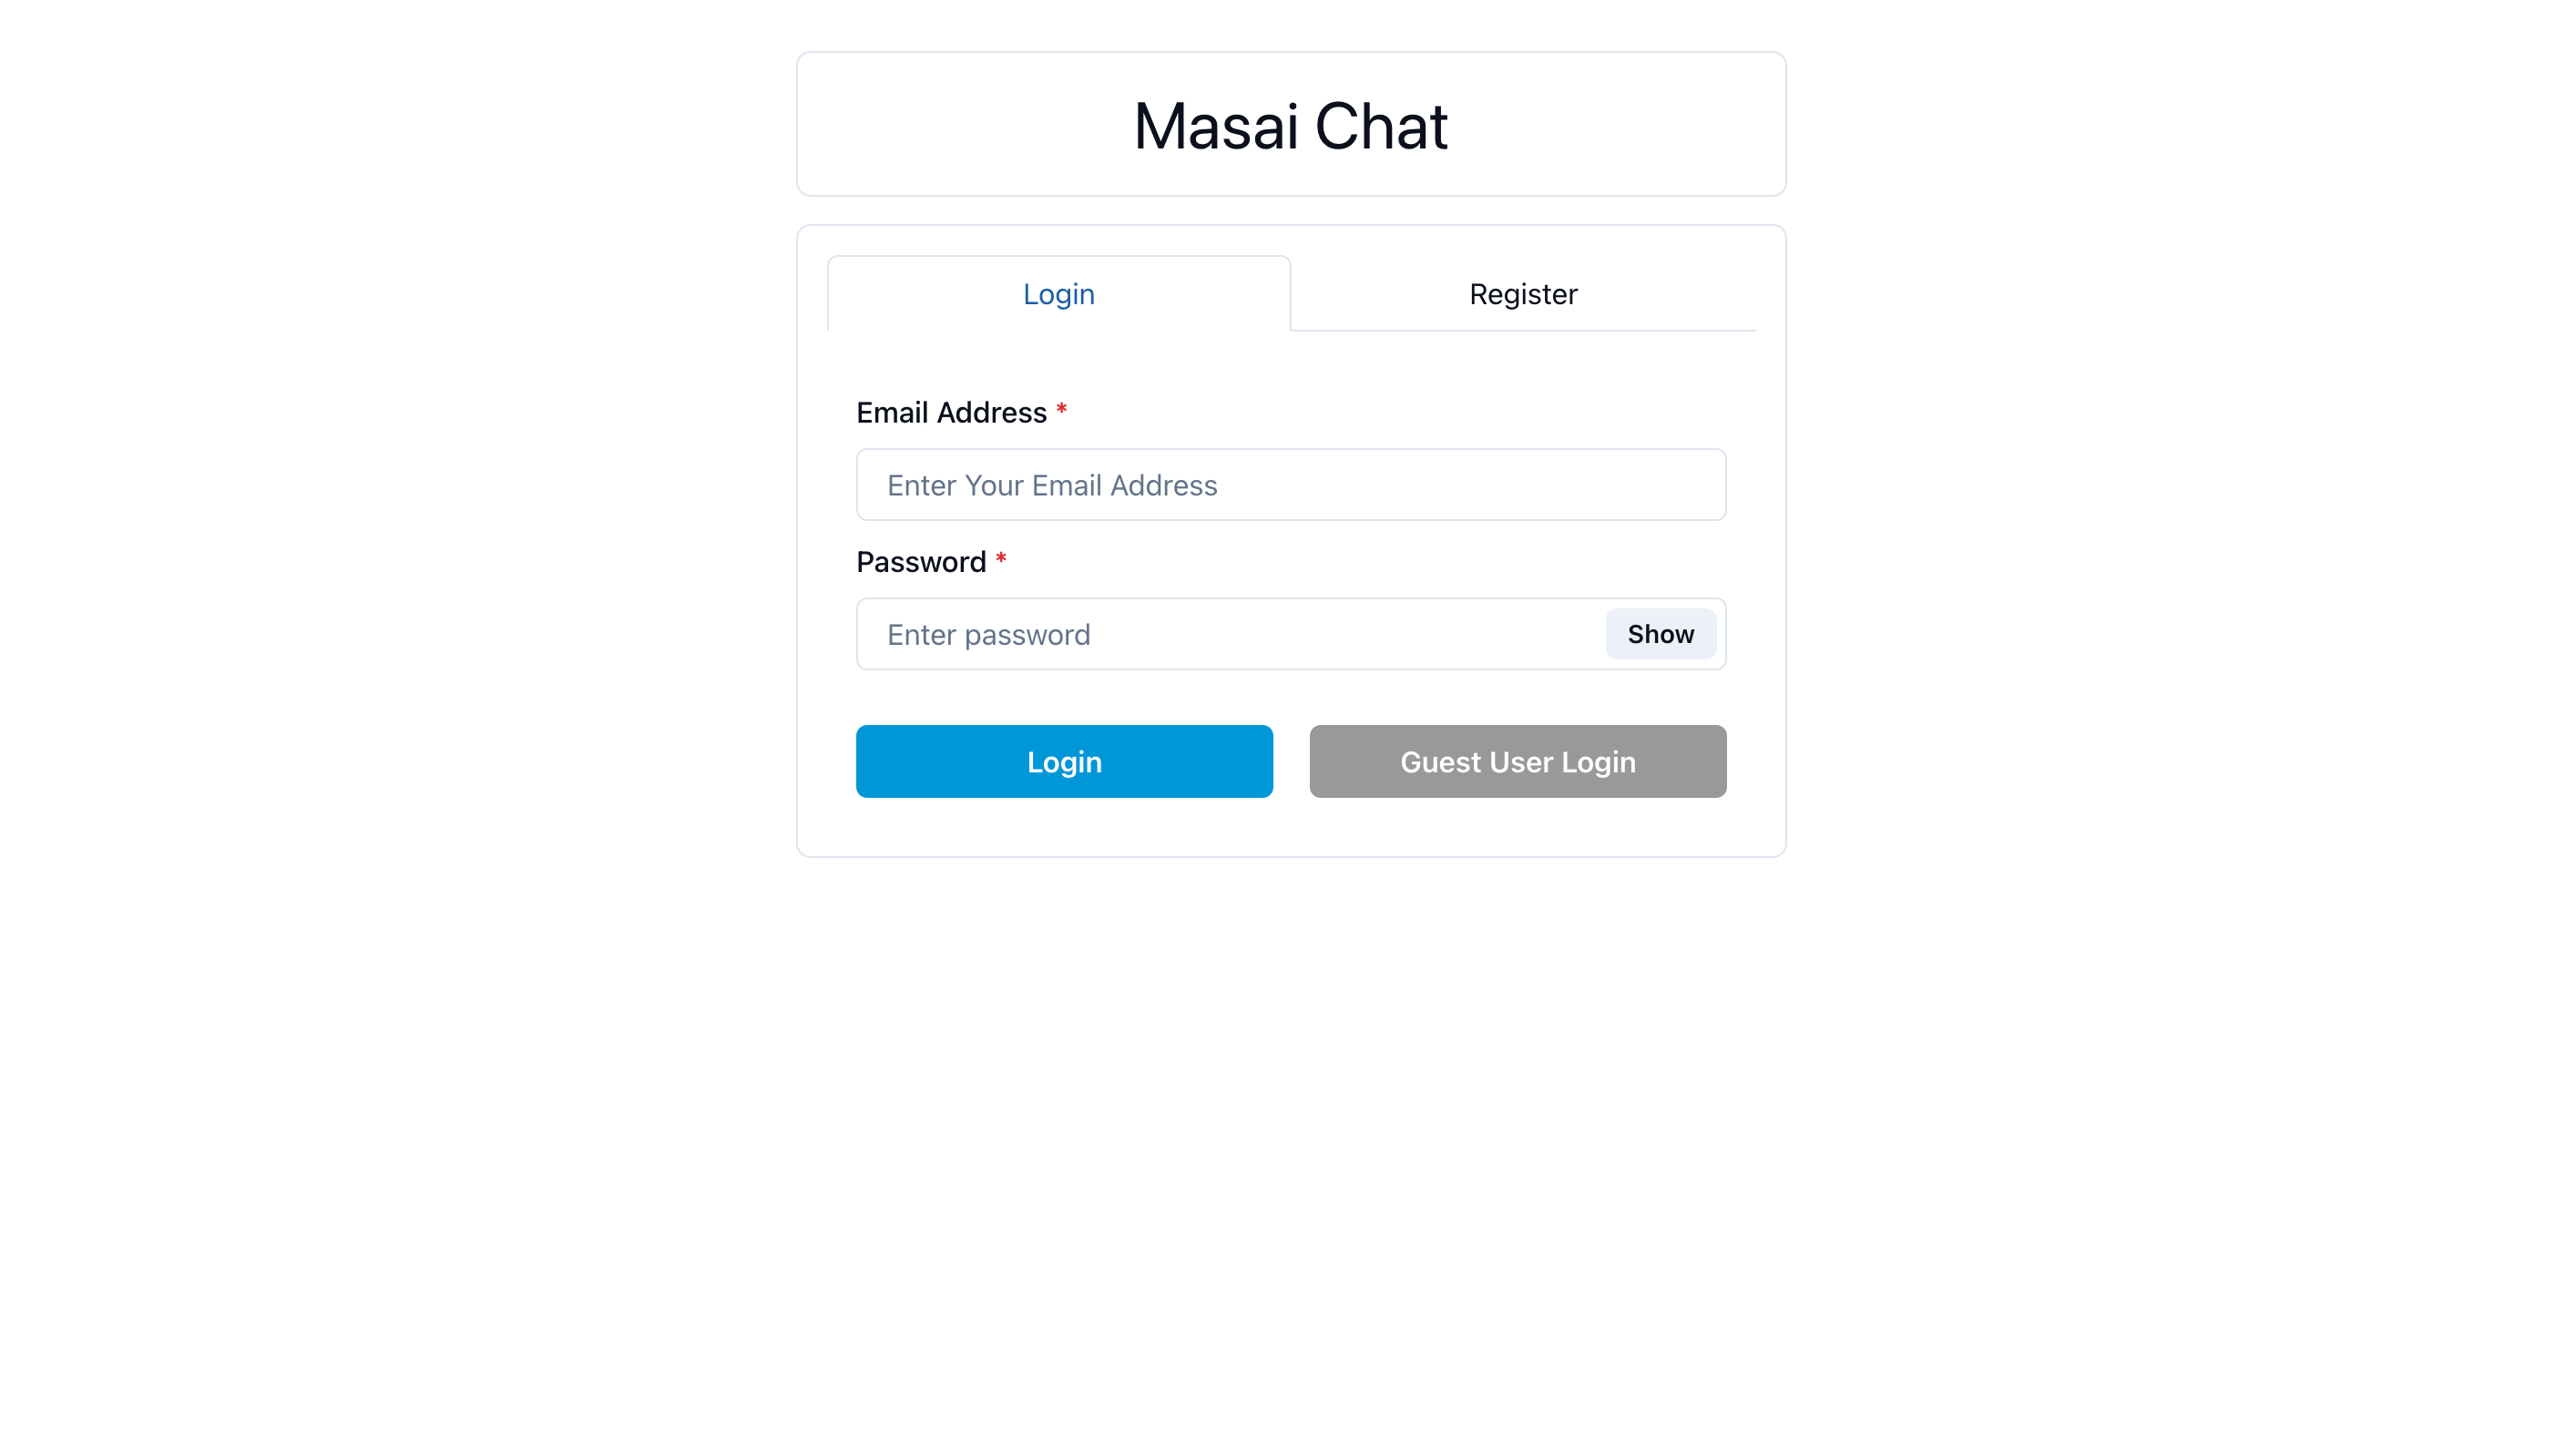 Masai Chat
Login Register
Email Address *
Enter Your Email Address
Password *
Enter password Show
Login Guest User Login